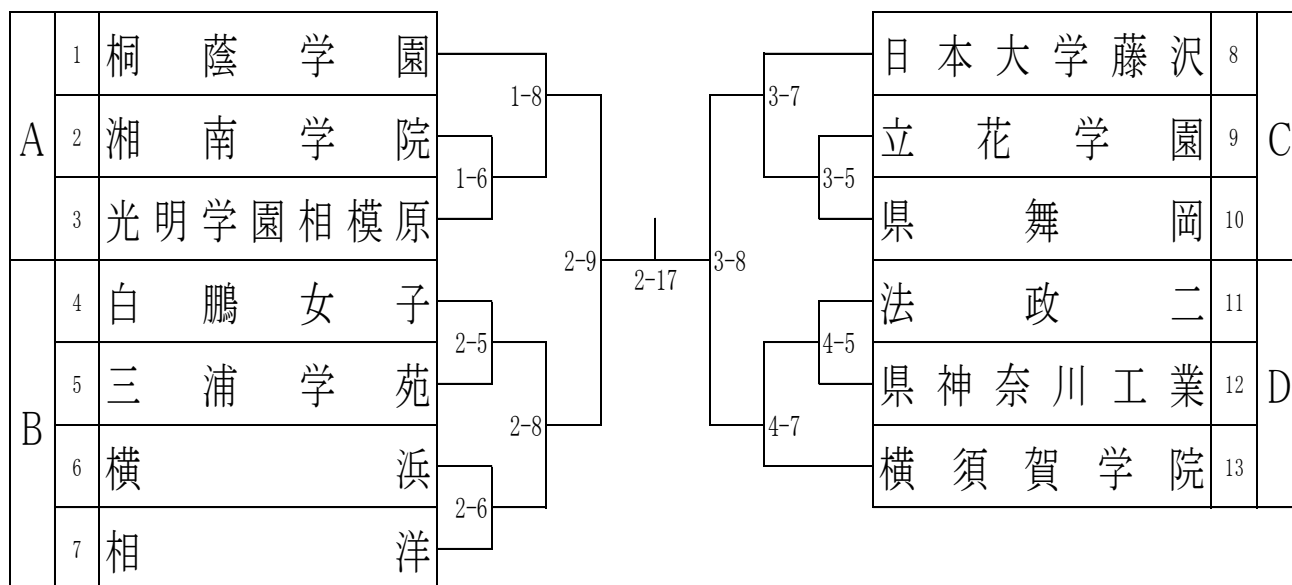 A
1 桐蔭学園
2 湘南学院
3 光明学園相模原
B
4 白鵬女子
5 三浦学苑
6 横浜
7 相洋
1-8
1-6
2-9
2-5
2-8
2-6
2-17
3-8
3-7
3-5
4-5
4-7
日本大学藤沢 8
立花学園 9
県舞岡 10
C
法政二 11
県神奈川工業 12
横須賀学院 13
D